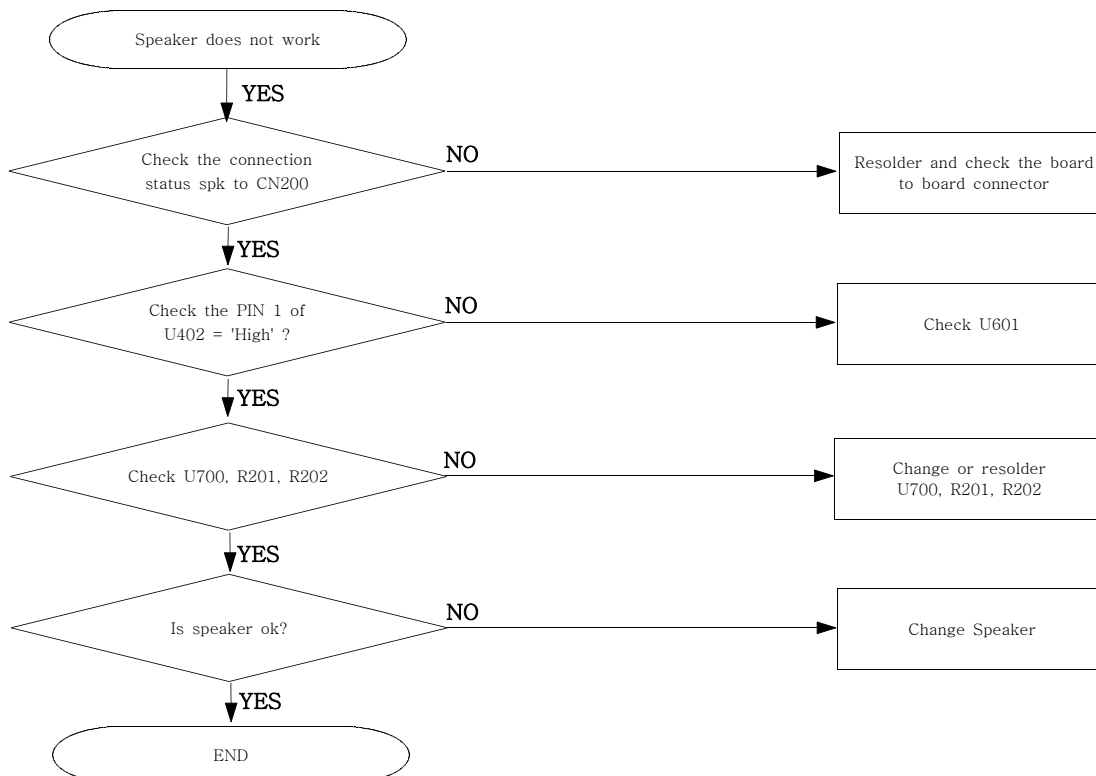 Speaker does not work
YES
Check the connection
status spk to CN200
NO
Resolder and check the board
to board connector
YES
Check the PIN 1 of
U402 = 'High' ?
NO
Check U601
YES
Check U700, R201, R202
NO
Change or resolder
U700, R201, R202
YES
Is speaker ok?
NO
Change Speaker
YES
END